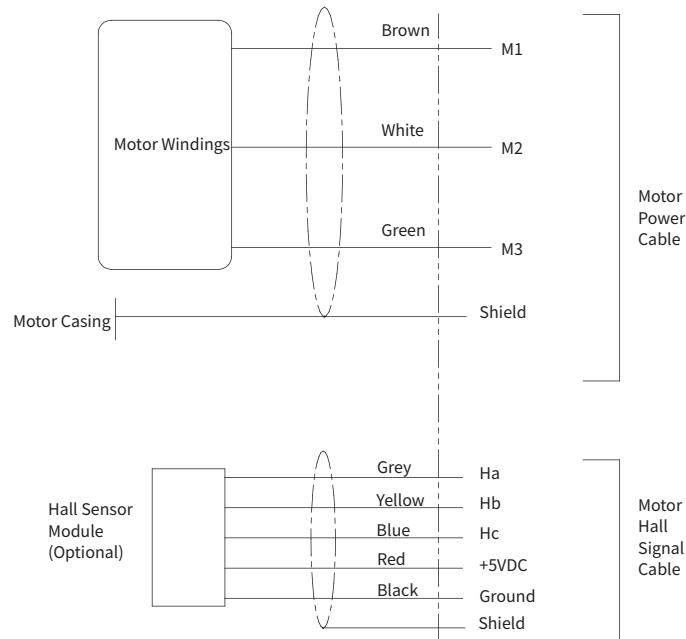 Brown
M1
Motor Windings
White
M2
Green
M3
Motor
Power
Cable
Motor Casing
Shield
Grey
Ha
Yellow
Hb
Blue
Hc
Red
+5VDC
Black
Ground
Shield
Hall Sensor
Module
(Optional)
Motor
Hall
Signal
Cable